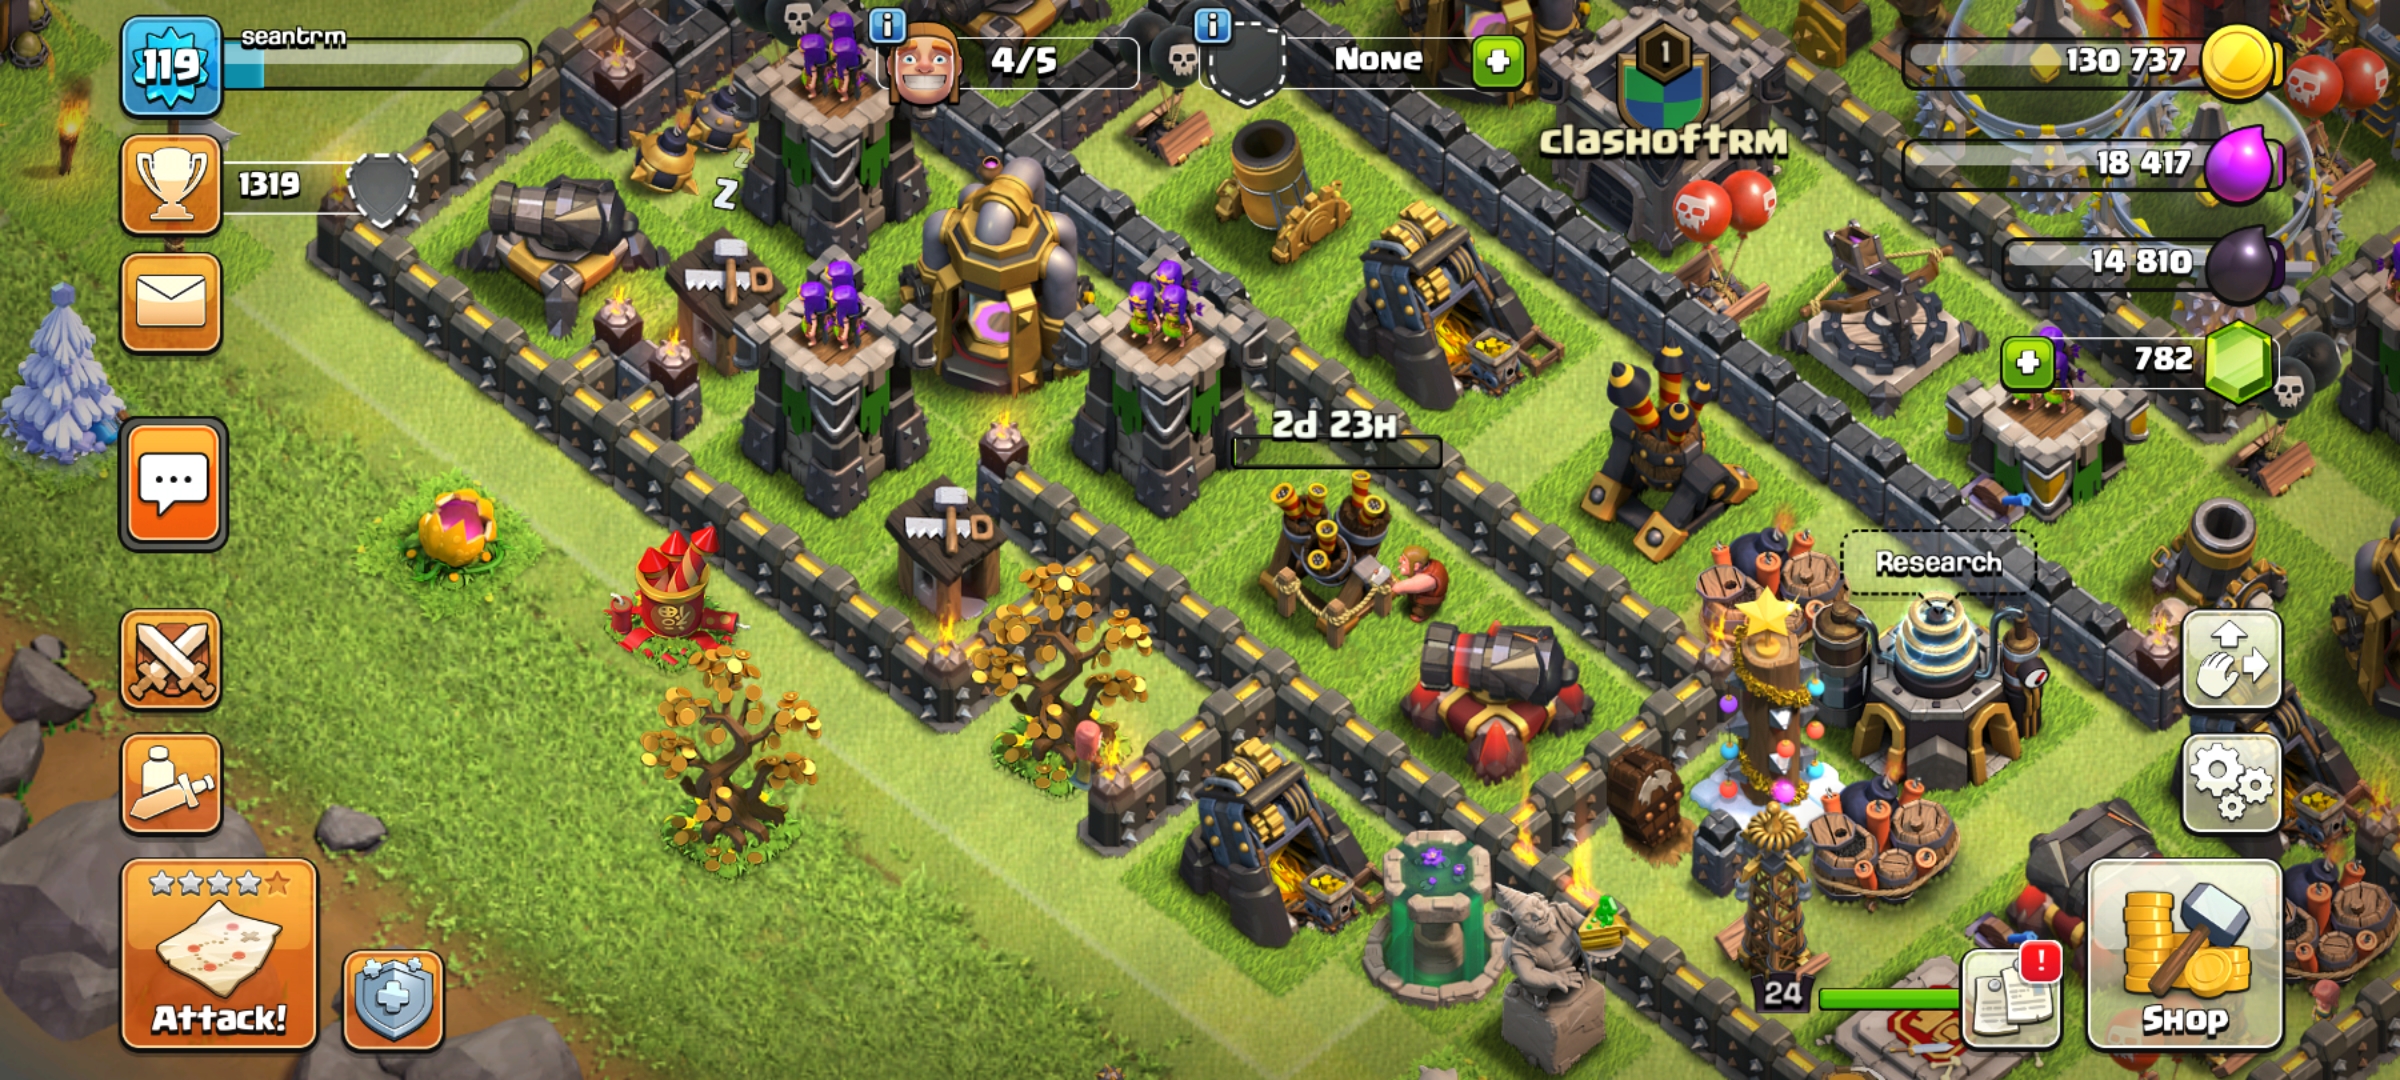 119
seantrm
4/5
None
1
clashoftrm
130 737
1319
z
Z
18 417
14 810
782
2d 23h
Research
24
!
Attack!
Shop